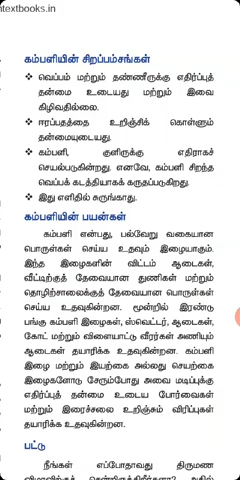 ntextbooks.in
கம்பளியின் சிறப்பம்சங்கள்
❖ வெப்பம் மற்றும் தண்ணீருக்கு எதிர்ப்புத்
தன்மை உடையது மற்றும் இவை
கிழிவதில்லை.
❖ ஈரப்பதத்தை உறிஞ்சிக் கொள்ளும்
தன்மையுடையது.
❖ கம்பளி, குளிருக்கு எதிராகச்
செயல்படுகின்றது. எனவே, கம்பளி சிறந்த
வெப்பக் கடத்தியாகக் கருதப்படுகிறது.
❖ இது எளிதில் சுருங்காது.
கம்பளியின் பயன்கள்
கம்பளி என்பது, பல்வேறு வகையான
பொருள்கள் செய்ய உதவும் இழையாகும்.
இந்த இழைகளின் விட்டம் ஆடைகள்,
வீட்டிற்குத் தேவையான துணிகள் மற்றும்
தொழிற்சாலைக்குத் தேவையான பொருள்கள்
செய்ய உதவுகின்றன. மூன்றில் இரண்டு
பங்கு கம்பளி இழைகள், ஸ்வெட்டர், ஆடைகள்,
கோட் மற்றும் விளையாட்டு வீரர்கள் அணியும்
ஆடைகள் தயாரிக்க உதவுகின்றன. கம்பளி
இழை மற்றும் இயற்கை அல்லது செயற்கை
இழைகளோடு சேரும்போது அவை மடிப்புக்கு
எதிர்ப்புத் தன்மை உடைய போர்வைகள்
மற்றும் இரைச்சலை உறிஞ்சும் விரிப்புகள்
தயாரிக்க உதவுகின்றன.
பட்டு
நீங்கள் எப்போதாவது திருமண